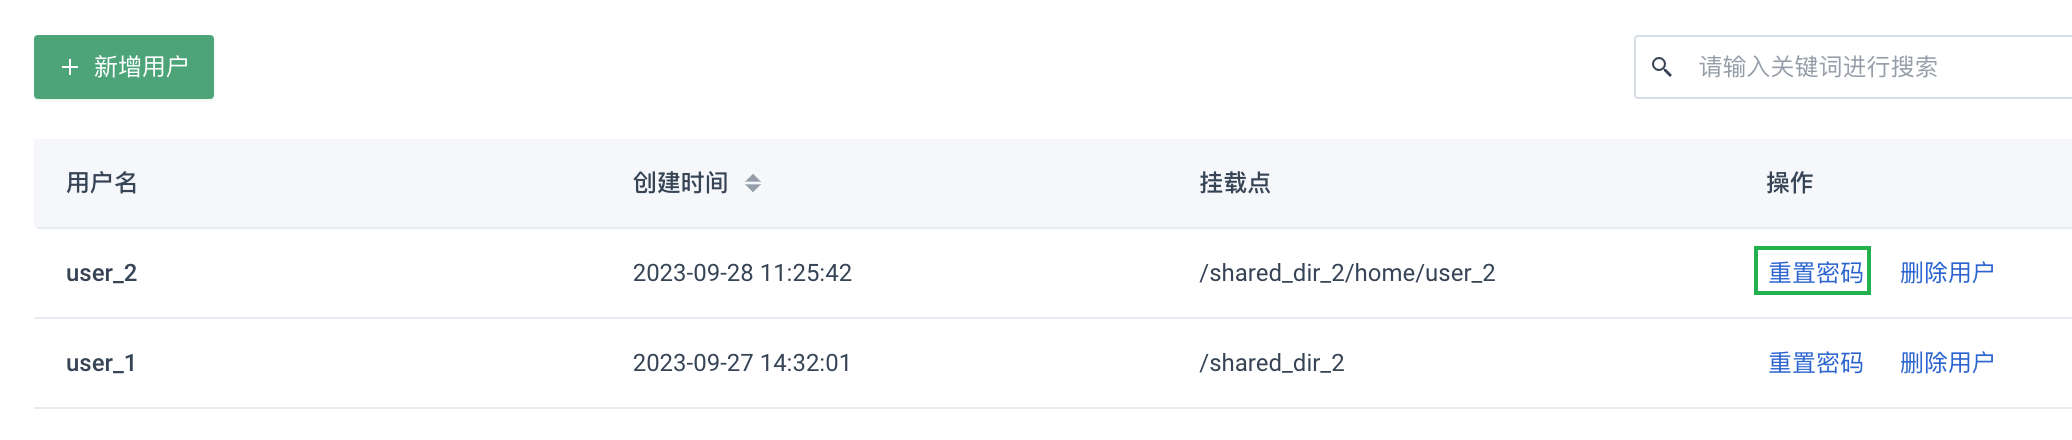 + 新增用户
请输入关键词进行搜索
用户名 创建时间 挂载点 操作
user_2 2023-09-28 11:25:42 /shared_dir_2/home/user_2 重置密码 删除用户
user_1 2023-09-27 14:32:01 /shared_dir_2 重置密码 删除用户